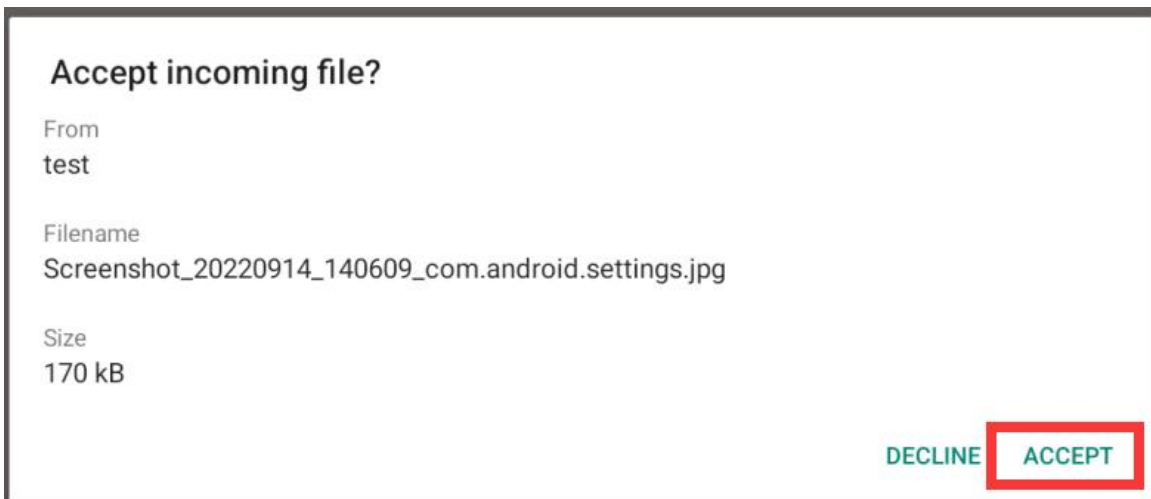 Accept incoming file?
From
test
Filename
Screenshot_20220914_140609_com.android.settings.jpg
Size
170 kB
DECLINE ACCEPT